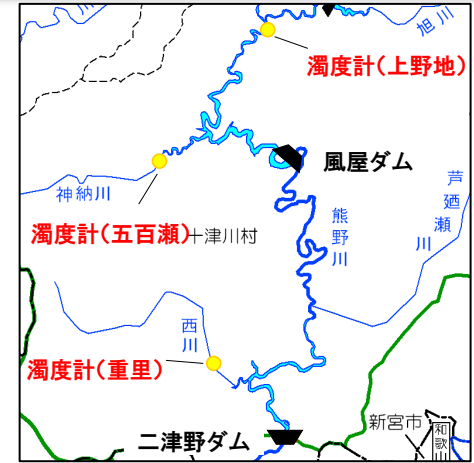 旭川
濁度計(上野地)
風屋ダム
神納川
芦廼瀬川
熊野川
濁度計(五百瀬)
十津川村
西川
濁度計(重里)
新宮市
和歌
二津野ダム